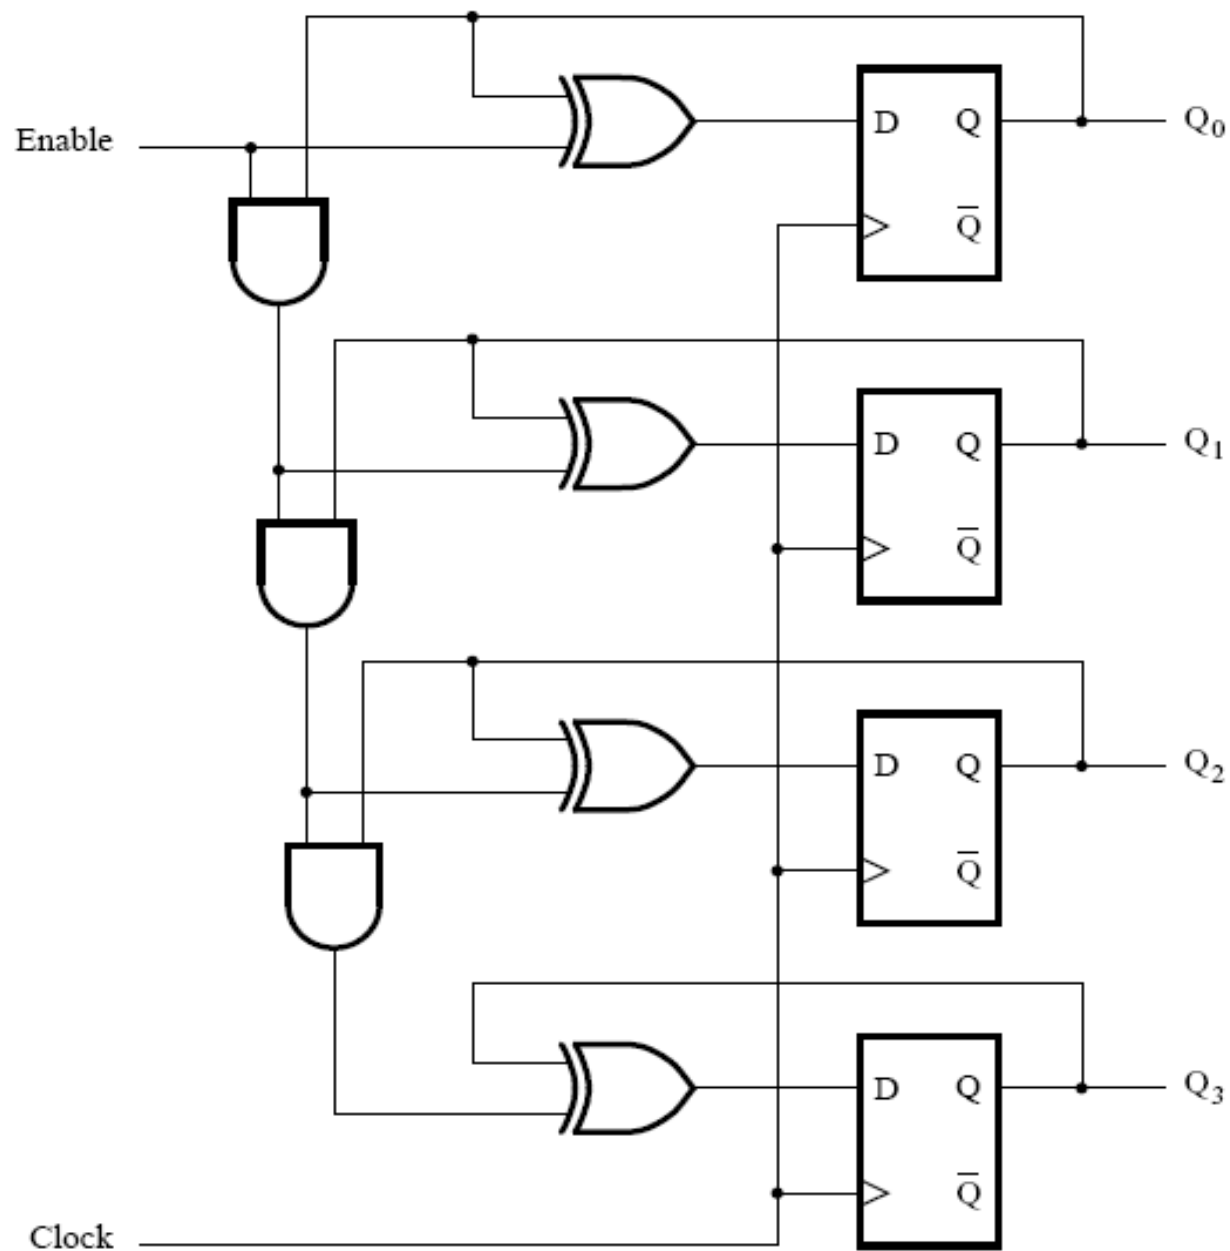 Enable
D Q Q₀
Q̅
D Q Q₁
Q̅
D Q Q₂
Q̅
D Q Q₃
Q̅
Clock